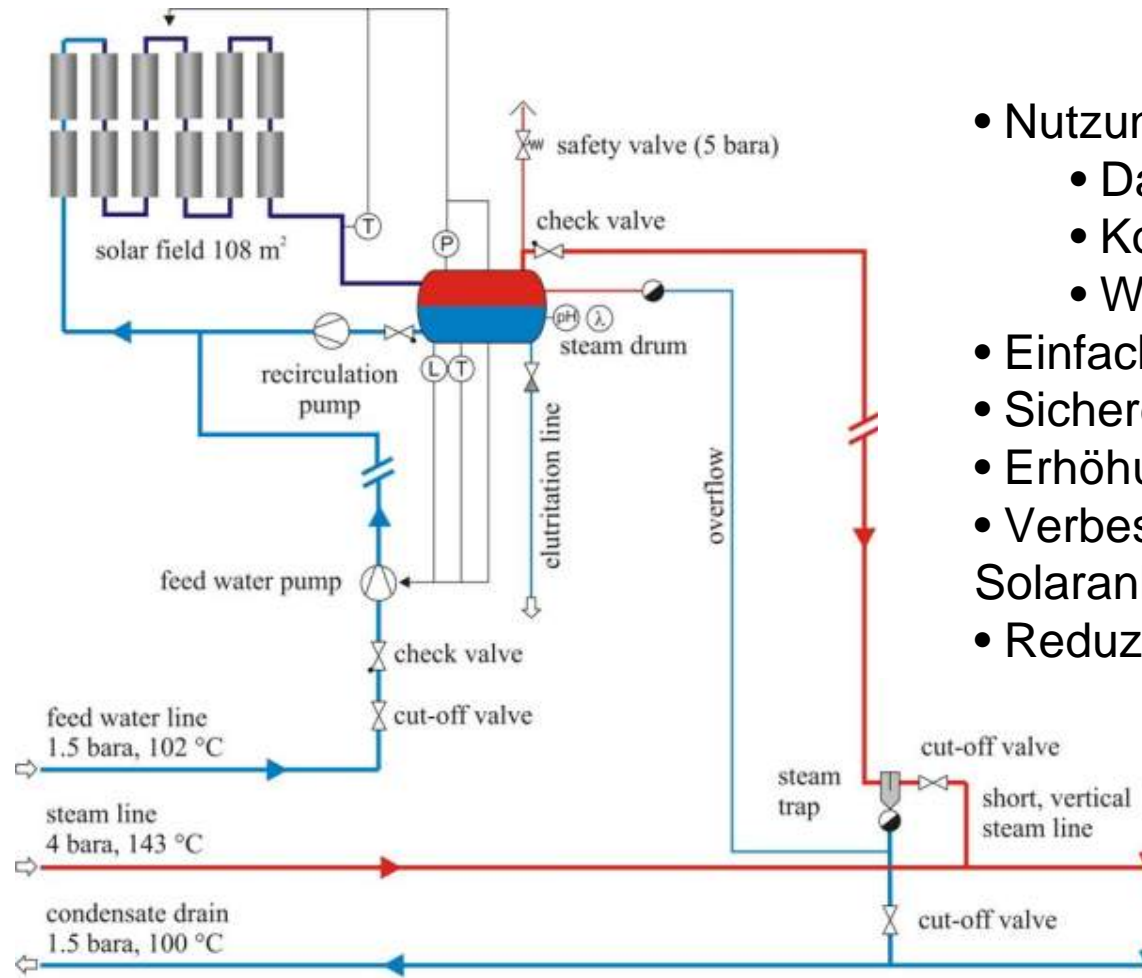 safety valve (5 bara)
check valve
T
P
solar field 108 m²
pH λ
steam drum
recirculation
pump
L T
elutritation line
overflow
feed water pump
check valve
cut-off valve
feed water line
1.5 bara, 102 °C
cut-off valve
steam
trap
short, vertical
steam line
steam line
4 bara, 143 °C
condensate drain
1.5 bara, 100 °C
cut-off valve
• Nutzun
• Da
• Ko
• W
• Einfach
• Sichere
• Erhöhu
• Verbes
Solaran
• Reduz